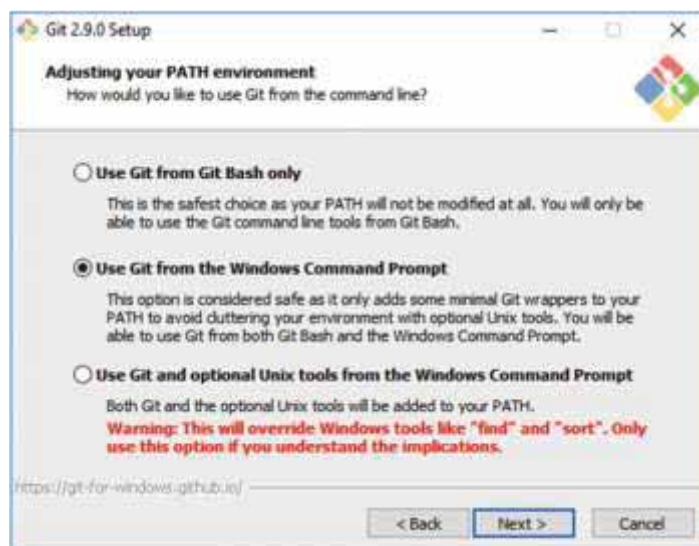 Git 2.9.0 Setup
Adjusting your PATH environment
How would you like to use Git from the command line?
Use Git from Git Bash only
This is the safest choice as your PATH will not be modified at all. You will only be
able to use the Git command line tools from Git Bash.
Use Git from the Windows Command Prompt
This option is considered safe as it only adds some minimal Git wrappers to your
PATH to avoid cluttering your environment with optional Unix tools. You will be
able to use Git from both Git Bash and the Windows Command Prompt.
Use Git and optional Unix tools from the Windows Command Prompt
Both Git and the optional Unix tools will be added to your PATH.
Warning: This will override Windows tools like "find" and "sort". Only
use this option if you understand the implications.
https://git-for-windows.github.io/
< Back Next > Cancel